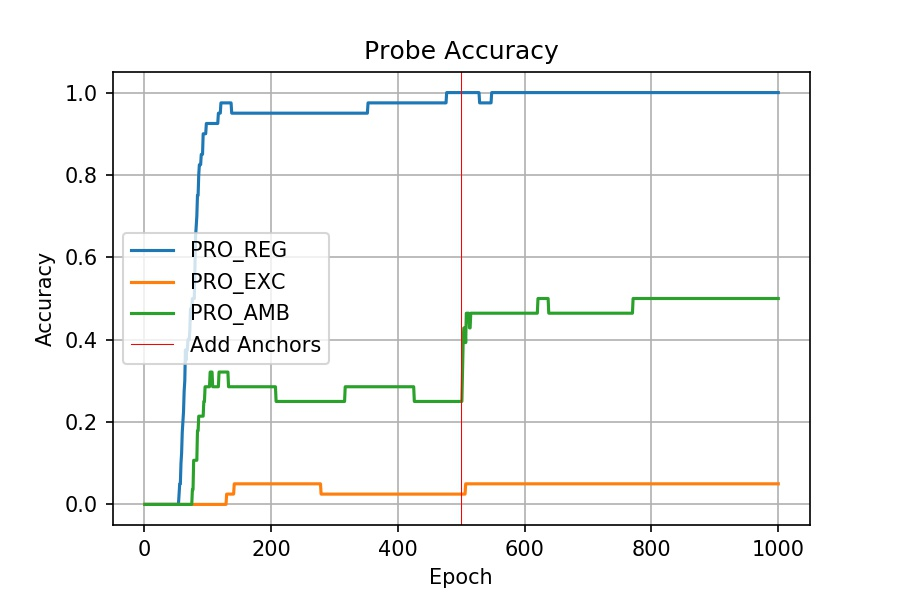 Probe Accuracy
Accuracy
1.0
0.8
0.6
0.4
0.2
0.0
PRO_REG
PRO_EXC
PRO_AMB
Add Anchors
0 200 400 600 800 1000
Epoch